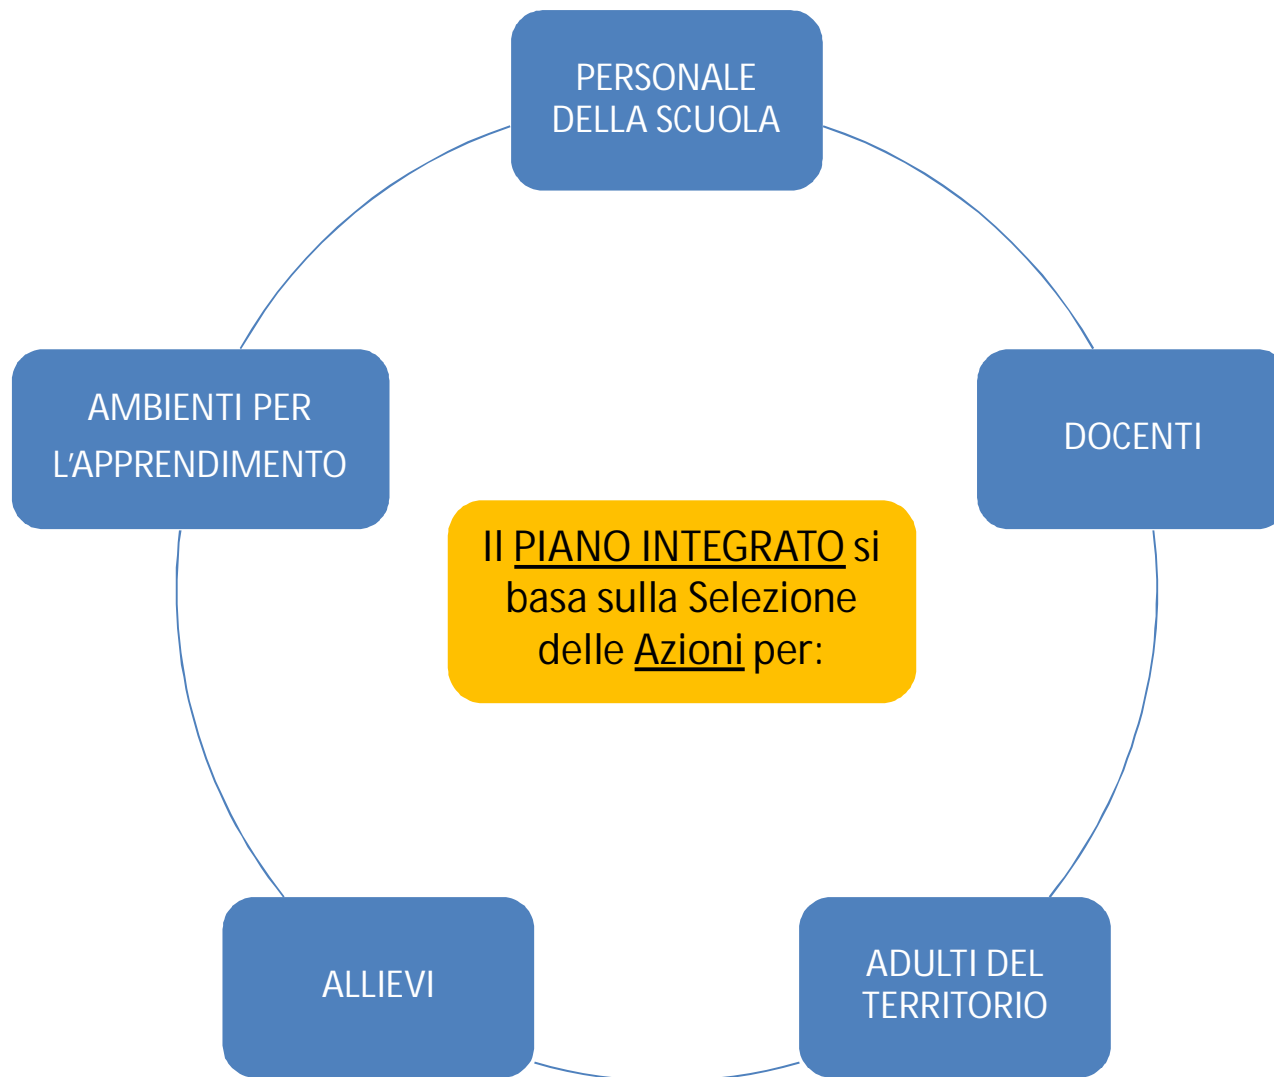 PERSONALE
DELLA SCUOLA
AMBIENTI PER
L'APPRENDIMENTO
DOCENTI
Il PIANO INTEGRATO si
basa sulla Selezione
delle Azioni per:
ALLIEVI
ADULTI DEL
TERRITORIO